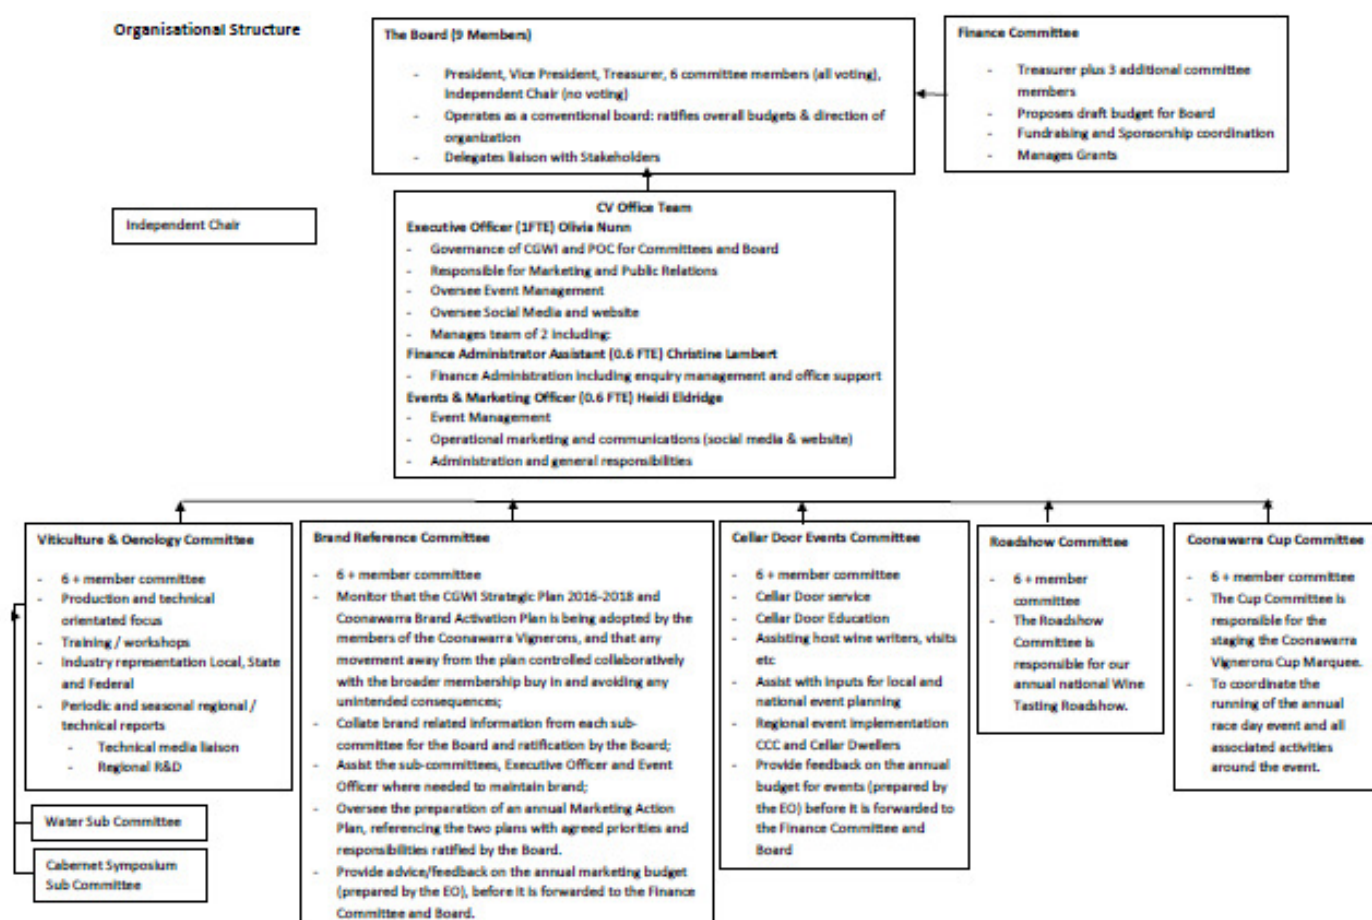 Organisational Structure
The Board (9 Members)
- President, Vice President, Treasurer, 6 committee members (all voting),
Independent Chair (no voting)
- Operates as a conventional board: ratifies overall budgets & direction of
organization
- Delegates liaison with Stakeholders
Finance Committee
- Treasurer plus 3 additional committee
members
- Proposes draft budget for Board
- Fundraising and Sponsorship coordination
- Manages Grants
Independent Chair
CV Office Team
Executive Officer (1FTE) Olivia Nunn
- Governance of CGWI and POC for Committees and Board
- Responsible for Marketing and Public Relations
- Oversee Event Management
- Oversee Social Media and website
- Manages team of 2 including:
Finance Administrator Assistant (0.6 FTE) Christine Lambert
- Finance Administration including enquiry management and office support
Events & Marketing Officer (0.6 FTE) Heidi Eldridge
- Event Management
- Operational marketing and communications (social media & website)
- Administration and general responsibilities
Viticulture & Oenology Committee
- 6 + member committee
- Production and technical
orientated focus
- Training / workshops
- Industry representation Local, State
and Federal
- Periodic and seasonal regional /
technical reports
- Technical media liaison
- Regional R&D
Water Sub Committee
Cabernet Symposium
Sub Committee
Brand Reference Committee
- 6 + member committee
- Monitor that the CGWI Strategic Plan 2016-2018 and
Coonawarra Brand Activation Plan is being adopted by the
members of the Coonawarra Vignerons, and that any
movement away from the plan controlled collaboratively
with the broader membership buy in and avoiding any
unintended consequences;
- Collate brand related information from each sub-
committee for the Board and ratification by the Board;
- Assist the sub-committees, Executive Officer and Event
Officer where needed to maintain brand;
- Oversee the preparation of an annual Marketing Action
Plan, referencing the two plans with agreed priorities and
responsibilities ratified by the Board.
- Provide advice/feedback on the annual marketing budget
(prepared by the EO), before it is forwarded to the Finance
Committee and Board.
Cellar Door Events Committee
- 6 + member committee
- Cellar Door service
- Cellar Door Education
- Assisting host wine writers, visits
etc
- Assist with inputs for local and
national event planning
- Regional event implementation
CCC and Cellar Dwellers
- Provide feedback on the annual
budget for events (prepared by
the EO) before it is forwarded to
the Finance Committee and
Board
Roadshow Committee
- 6 + member
committee
- The Roadshow
Committee is
responsible for our
annual national Wine
Tasting Roadshow.
Coonawarra Cup Committee
- 6 + member committee
- The Cup Committee is
responsible for the
staging the Coonawarra
Vignerons Cup Marquee.
- To coordinate the
running of the annual
race day event and all
associated activities
around the event.